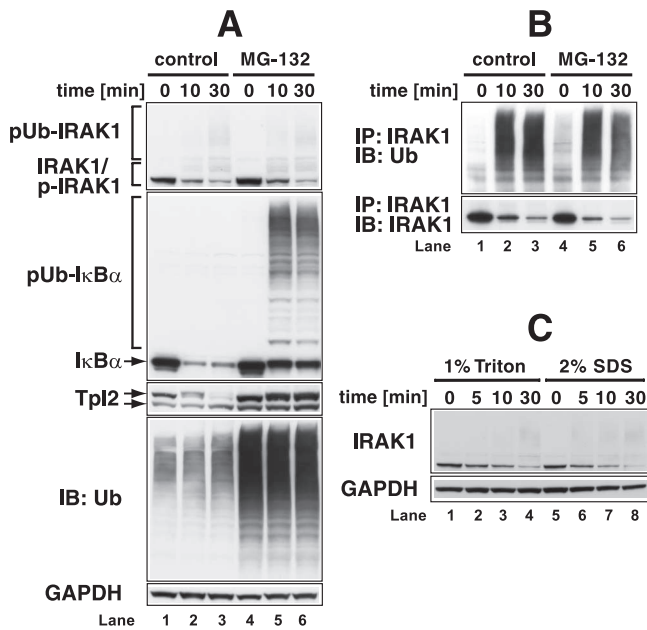 A
control MG-132
time [min] 0 10 30 0 10 30
pUb-IRAK1
IRAK1/
p-IRAK1
pUb-IκBα
IκBα
Tpl2
IB: Ub
GAPDH
Lane 1 2 3 4 5 6
B
control MG-132
time [min] 0 10 30 0 10 30
IP: IRAK1
IB: Ub
IP: IRAK1
IB: IRAK1
Lane 1 2 3 4 5 6
C
1% Triton 2% SDS
time [min] 0 5 10 30 0 5 10 30
IRAK1
GAPDH
Lane 1 2 3 4 5 6 7 8